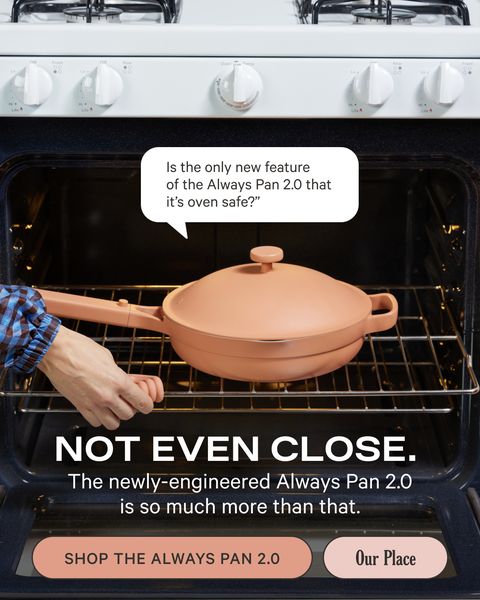 Is the only new feature
of the Always Pan 2.0 that
it's oven safe?”
NOT EVEN CLOSE.
The newly-engineered Always Pan 2.0
is so much more than that.
SHOP THE ALWAYS PAN 2.0
Our Place